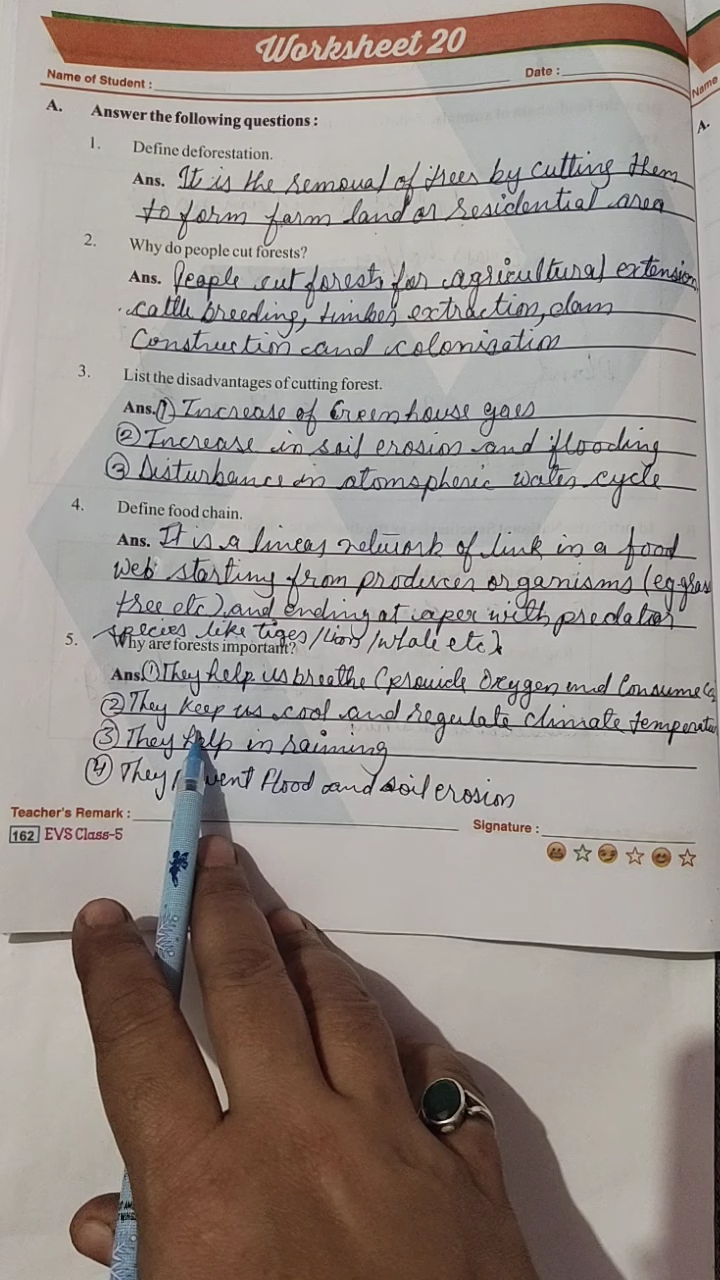 Worksheet 20
Name of Student :
Date :
Name
A. Answer the following questions :
A.
1. Define deforestation.
Ans. It is the removal of trees by cutting them
to form farm land or residential area
2. Why do people cut forests?
Ans. People cut forests for agricultural extension
cattle breeding, timber extraction, dam
Construction and colonisation
3. List the disadvantages of cutting forest.
Ans. ① Increase of Greenhouse gaes
② Increase in soil erosion and flooding
③ Disturbance in atomspheric water cycle
4. Define food chain.
Ans. It is a linear network of link in a food
Web starting from producer organisms (eg grass
tree etc) and ending at aper with predator
species like tiger/lion/whale etc)
5. Why are forests important?
Ans. ① They help us breathe (provide Oxygen and Consume
② They keep us cool and regulate climate
③ They help in raining
④ They flood and soil erosion
Teacher's Remark :
Signature :
162 EVS Class-5